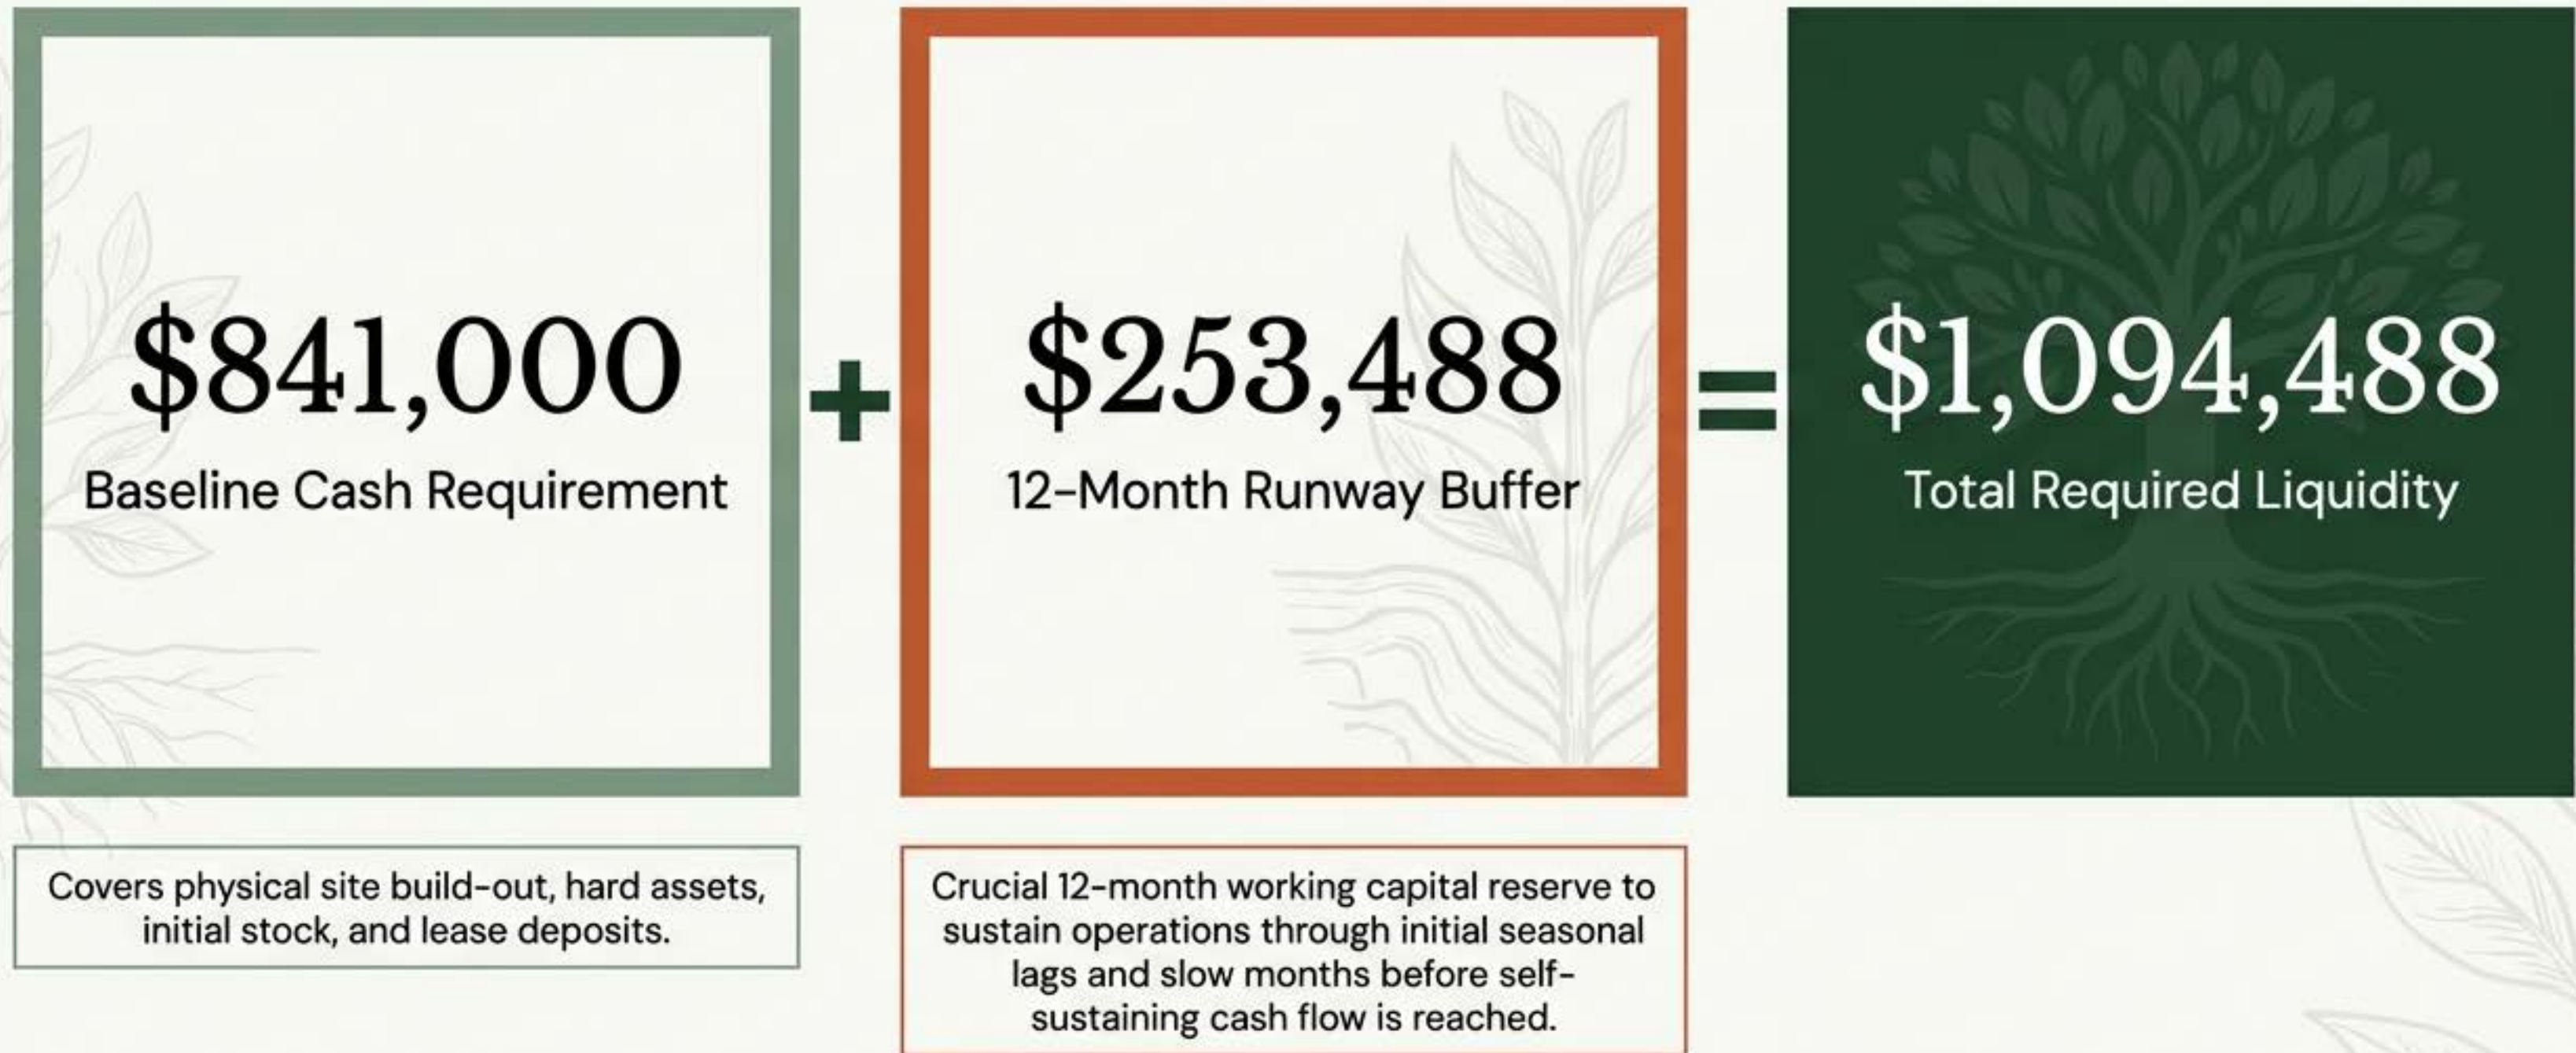 $841,000
Baseline Cash Requirement
+
$253,488
12-Month Runway Buffer
=
$1,094,488
Total Required Liquidity
Covers physical site build-out, hard assets,
initial stock, and lease deposits.
Crucial 12-month working capital reserve to
sustain operations through initial seasonal
lags and slow months before self-
sustaining cash flow is reached.